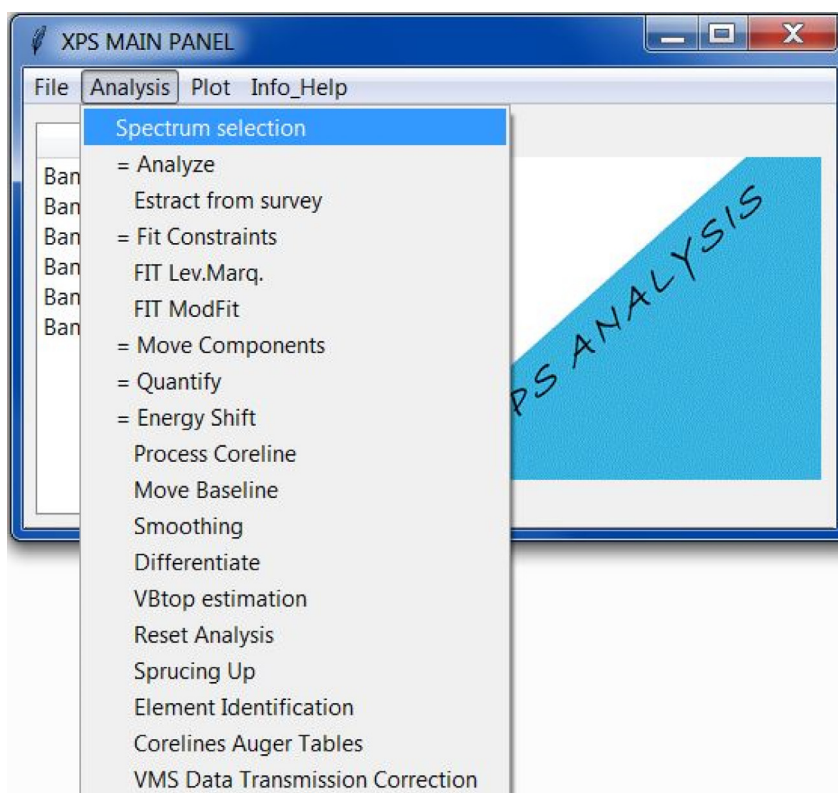 XPS MAIN PANEL
File Analysis Plot Info_Help
Spectrum selection
= Analyze
Estract from survey
= Fit Constraints
FIT Lev.Marq.
FIT ModFit
= Move Components
= Quantify
= Energy Shift
Process Coreline
Move Baseline
Smoothing
Differentiate
VBtop estimation
Reset Analysis
Sprucing Up
Element Identification
Corelines Auger Tables
VMS Data Transmission Correction
Ban
Ban
Ban
Ban
Ban
Ban
PS ANALYSIS